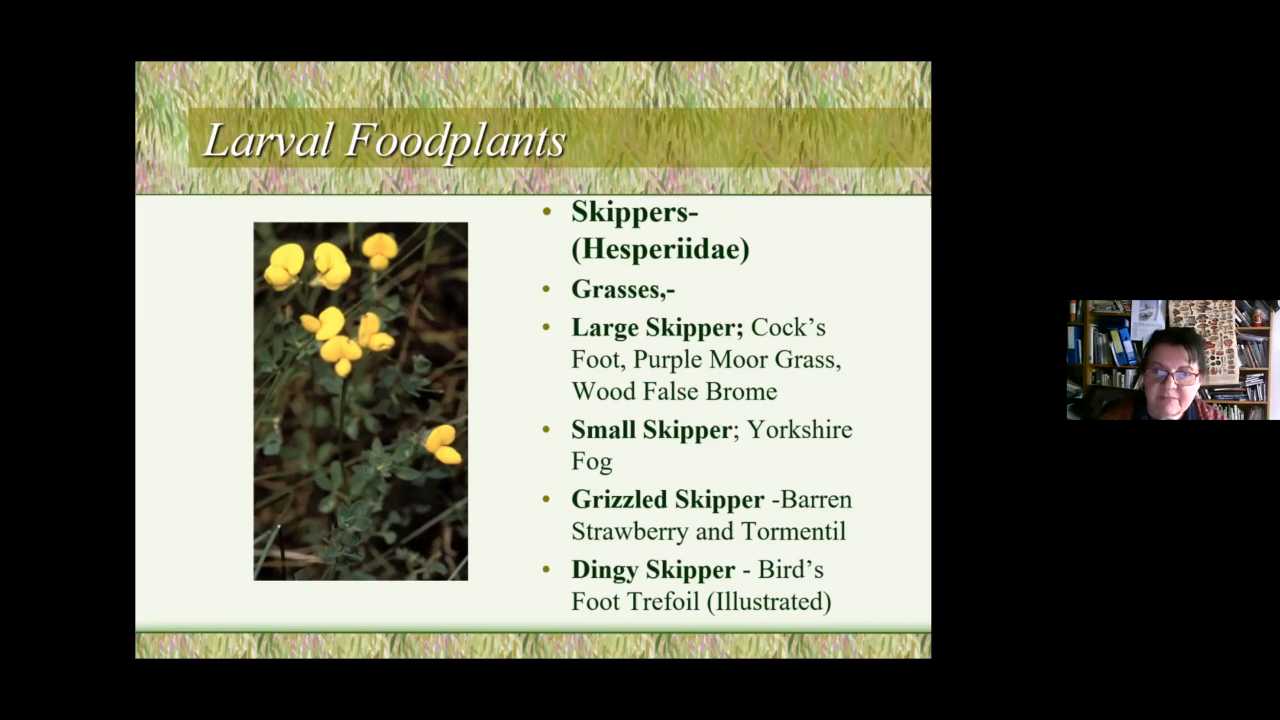 Larval Foodplants
• Skippers-
(Hesperiidae)
• Grasses,-
• Large Skipper; Cock’s
Foot, Purple Moor Grass,
Wood False Brome
• Small Skipper; Yorkshire
Fog
• Grizzled Skipper -Barren
Strawberry and Tormentil
• Dingy Skipper - Bird’s
Foot Trefoil (Illustrated)